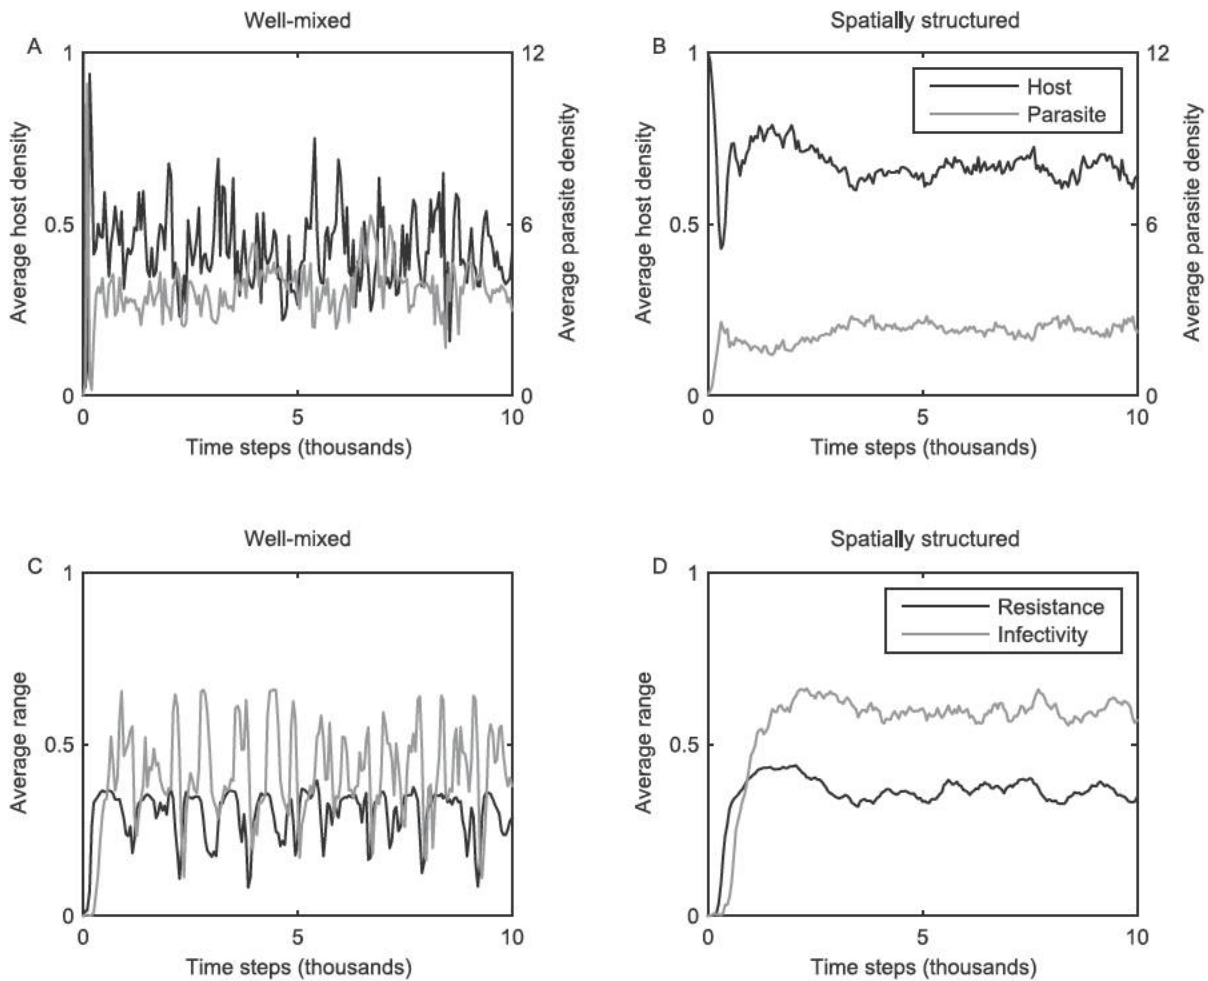 Well-mixed
Spatially structured
A
B
1
12
1
12
Host
Parasite
Average host density
Average parasite density
Average host density
Average parasite density
0.5
6
0.5
6
0
0
0
0
0
5
10
0
5
10
Time steps (thousands)
Time steps (thousands)
Well-mixed
Spatially structured
C
D
1
1
Resistance
Infectivity
Average range
Average range
0.5
0.5
0
0
0
5
10
0
5
10
Time steps (thousands)
Time steps (thousands)